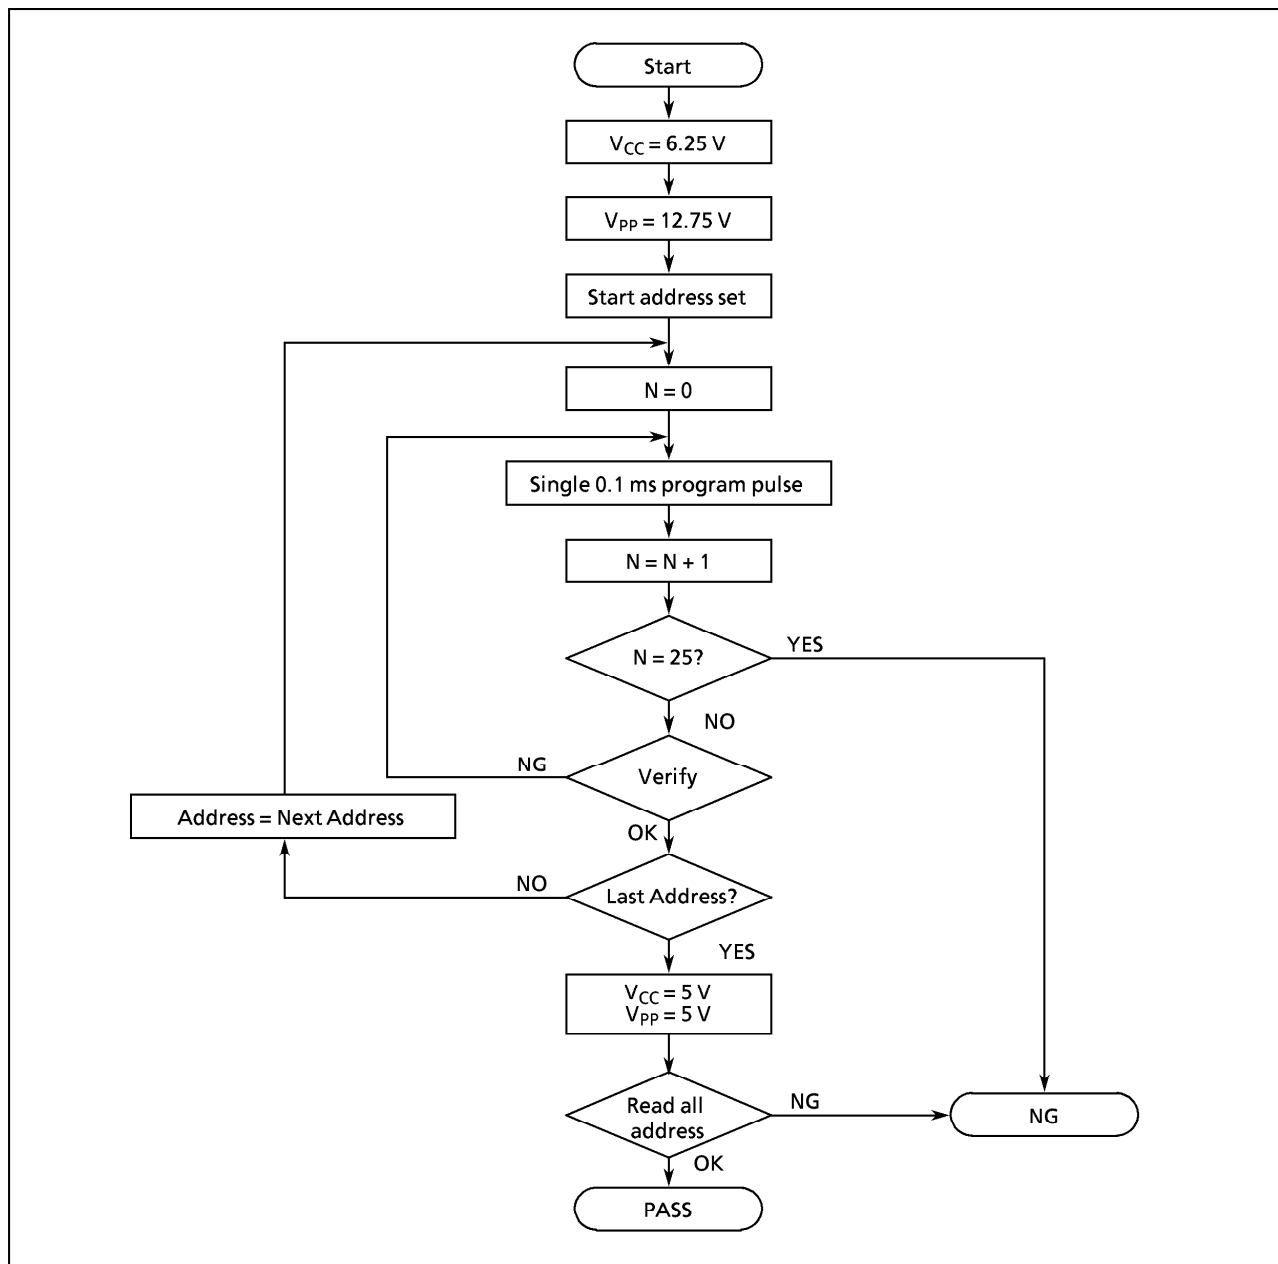 Start
VCC = 6.25 V
VPP = 12.75 V
Start address set
N = 0
Single 0.1 ms program pulse
N = N + 1
N = 25?
YES
NO
NG
Verify
Address = Next Address
OK
NO
Last Address?
YES
VCC = 5 V
VPP = 5 V
Read all
address
NG
NG
OK
PASS